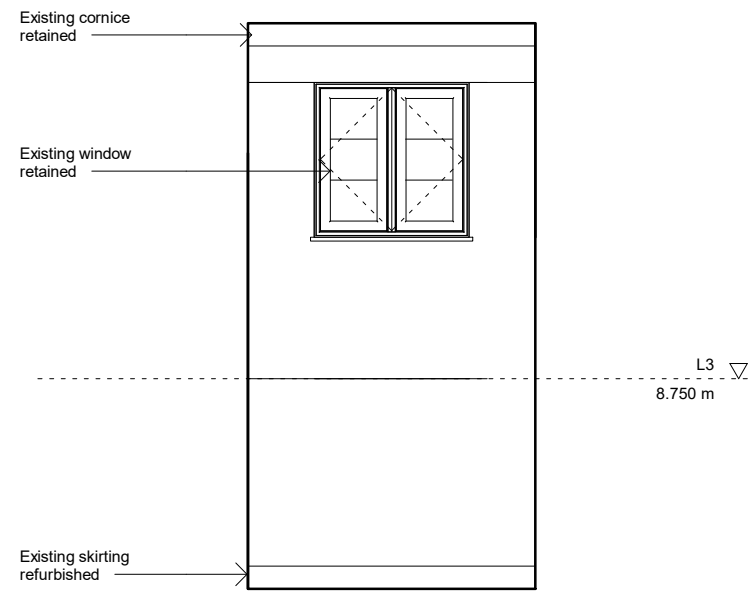 Existing cornice
retained
Existing window
retained
L3
8.750 m
Existing skirting
refurbished